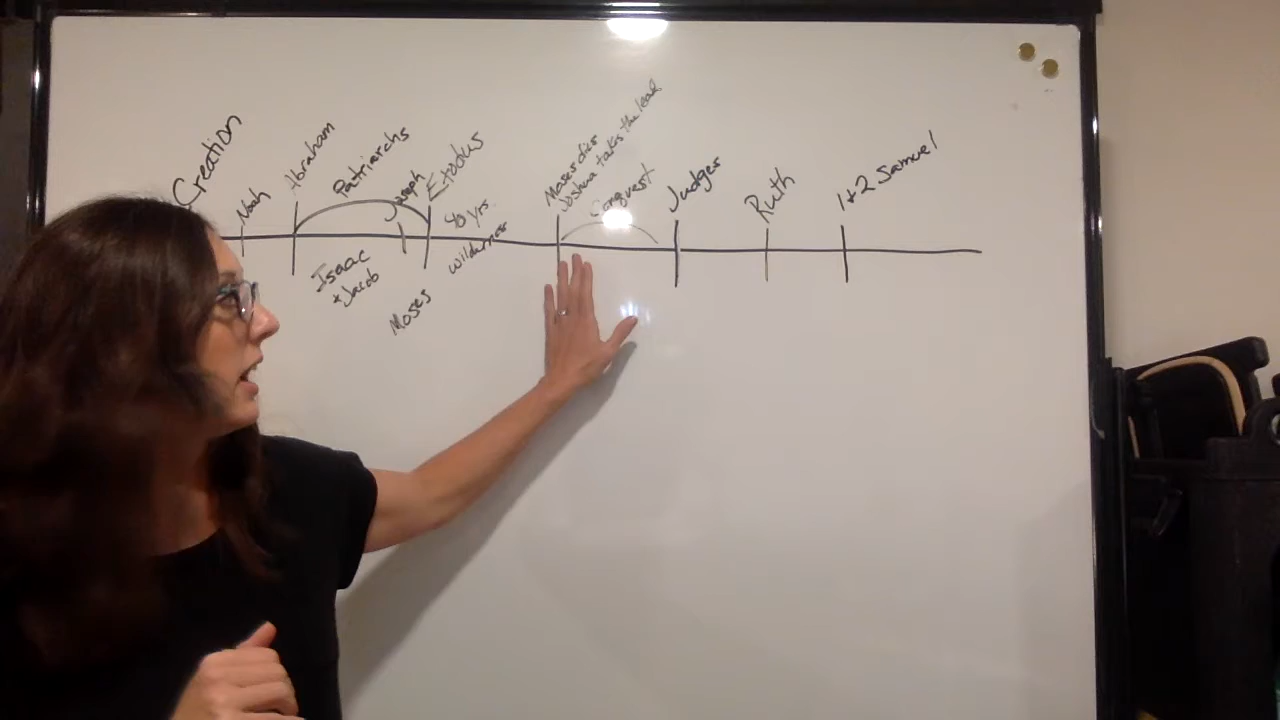 Creation
Noah
Abraham
Patriarchs
Isaac
+ Jacob
Joseph
Exodus
Moses
40 yrs.
wilderness
Moses dies
Joshua takes the lead
Conquest
Judges
Ruth
1+2 Samuel